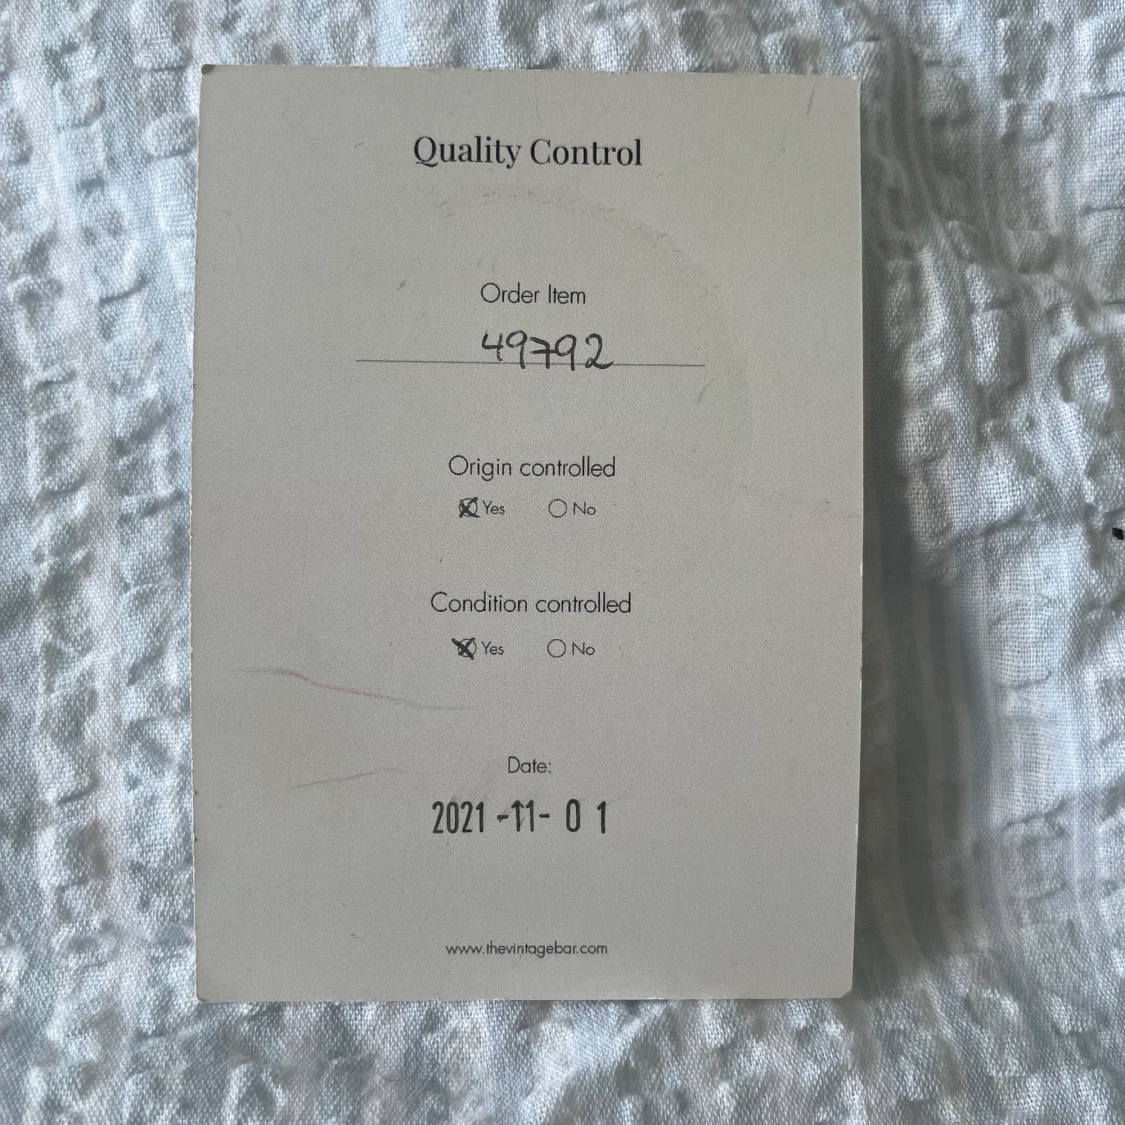 Quality Control
Order Item
49792
Origin controlled
Yes No
Condition controlled
Yes No
Date:
2021 -11- 01
www.thevintagebar.com